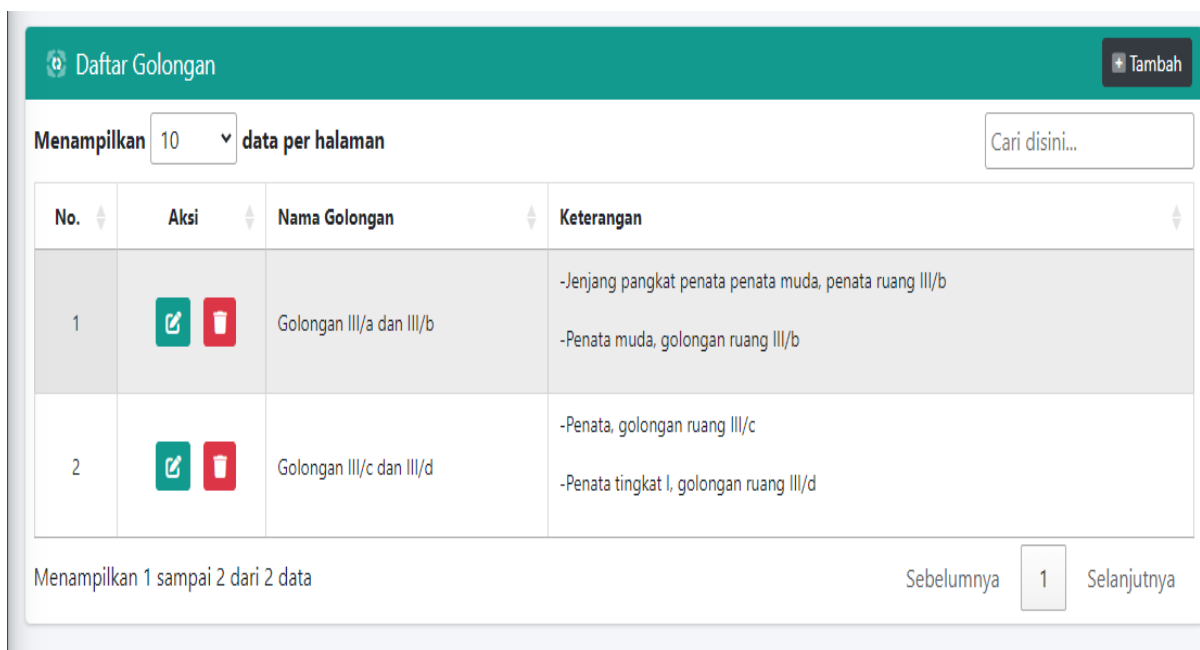 Daftar Golongan
Tambah
Menampilkan 10 data per halaman
Cari disini...
No. Aksi Nama Golongan Keterangan
1 Golongan III/a dan III/b
-Jenjang pangkat penata penata muda, penata ruang III/b
-Penata muda, golongan ruang III/b
2 Golongan III/c dan III/d
-Penata, golongan ruang III/c
-Penata tingkat I, golongan ruang III/d
Menampilkan 1 sampai 2 dari 2 data
Sebelumnya 1 Selanjutnya